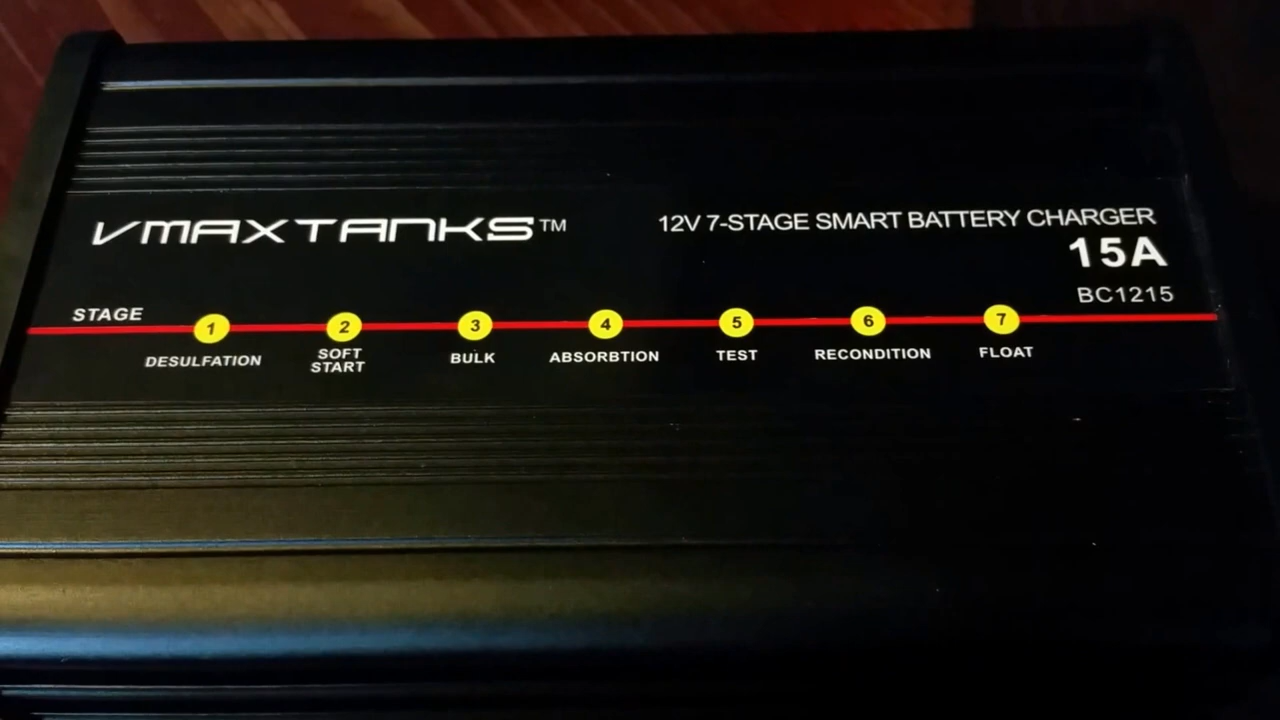 VMAXTANKS™
12V 7-STAGE SMART BATTERY CHARGER
15A
BC1215
STAGE
1 2 3 4 5 6 7
DESULFATION
SOFT
START
BULK
ABSORBTION
TEST
RECONDITION
FLOAT